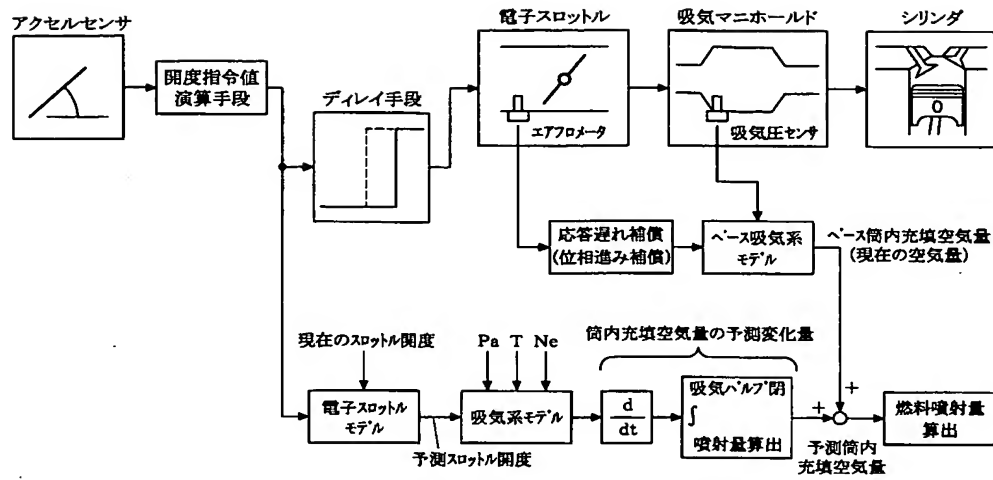 アクセルセンサ
電子スロットル
吸気マニホールド
シリンダ
開度指令値
演算手段
ディレイ手段
エアフロメータ
吸気圧センサ
応答遅れ補償
(位相進み補償)
ベース吸気系
モデル
ベース筒内充填空気量
(現在の空気量)
筒内充填空気量の予測変化量
現在のスロットル開度
Pa T Ne
電子スロットル
モデル
吸気系モデル
d
dt
吸気バルブ閉
∫
噴射量算出
+
+
燃料噴射量
算出
予測スロットル開度
予測筒内
充填空気量